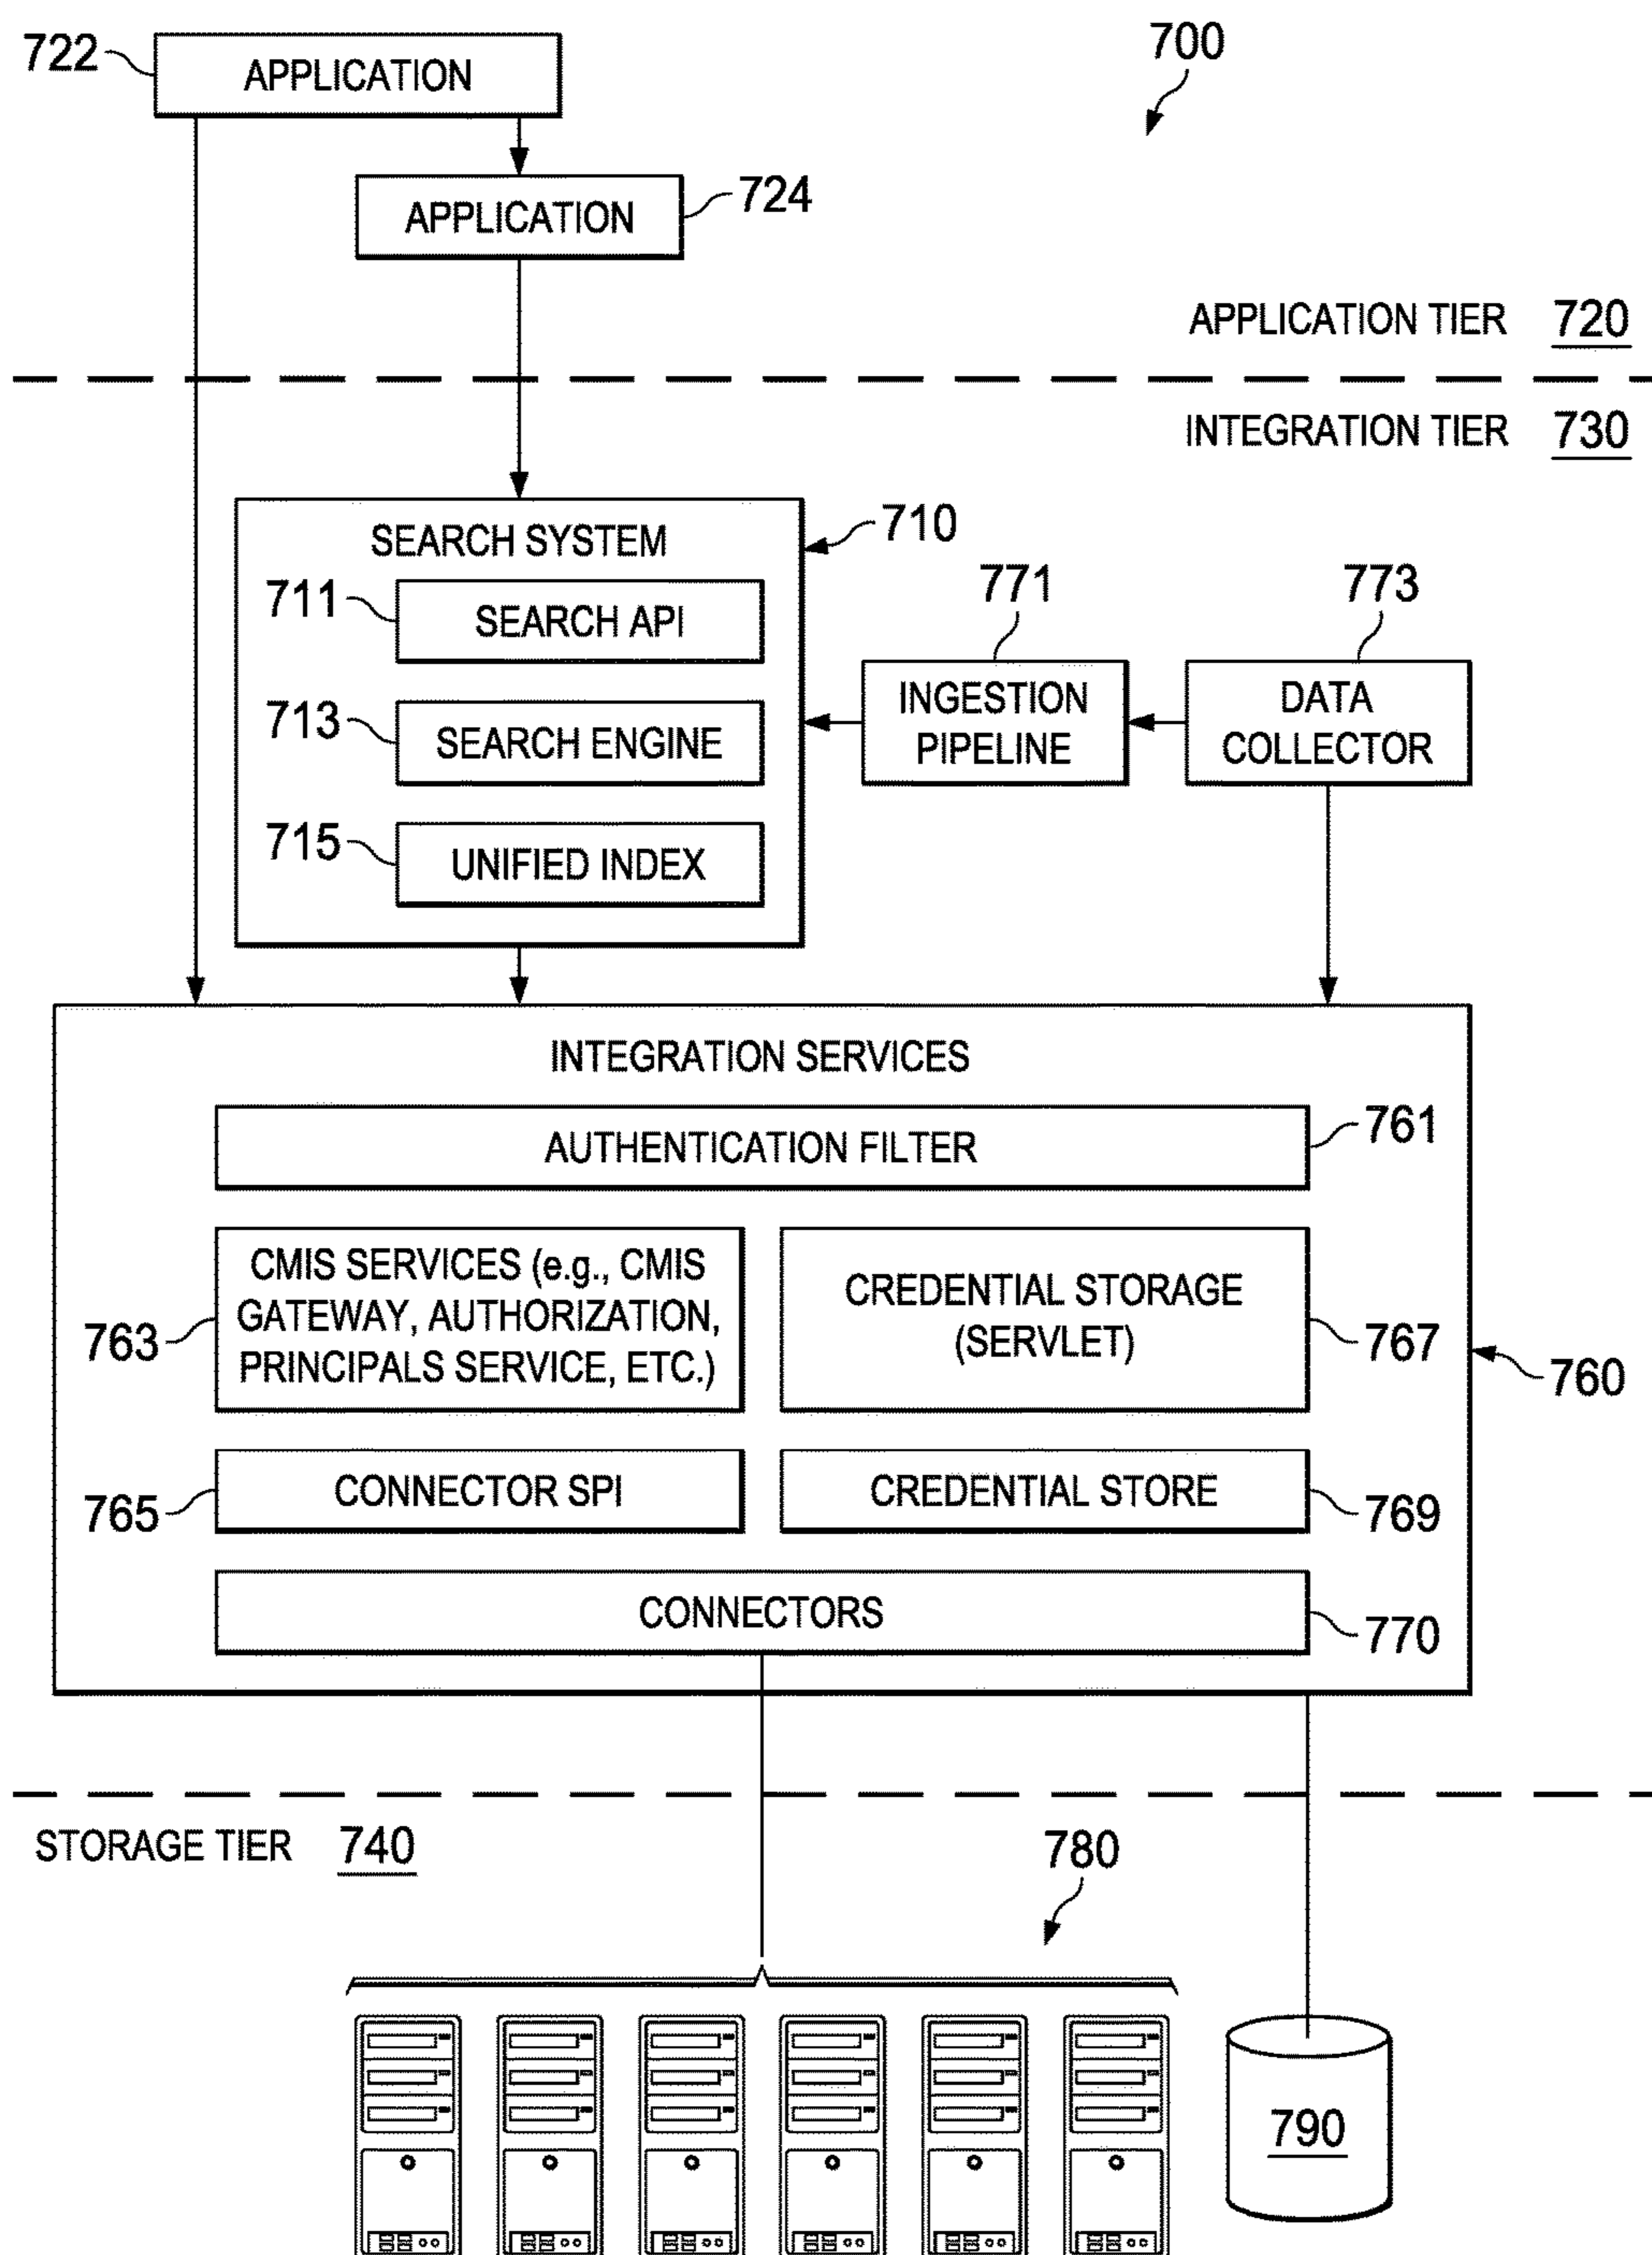 722
APPLICATION
700
APPLICATION
724
APPLICATION TIER 720
INTEGRATION TIER 730
SEARCH SYSTEM
710
711
SEARCH API
771
773
713
SEARCH ENGINE
INGESTION
PIPELINE
DATA
COLLECTOR
715
UNIFIED INDEX
INTEGRATION SERVICES
AUTHENTICATION FILTER
761
763
CMIS SERVICES (e.g., CMIS
GATEWAY, AUTHORIZATION,
PRINCIPALS SERVICE, ETC.)
CREDENTIAL STORAGE
(SERVLET)
767
760
765
CONNECTOR SPI
CREDENTIAL STORE
769
CONNECTORS
770
STORAGE TIER 740
780
790